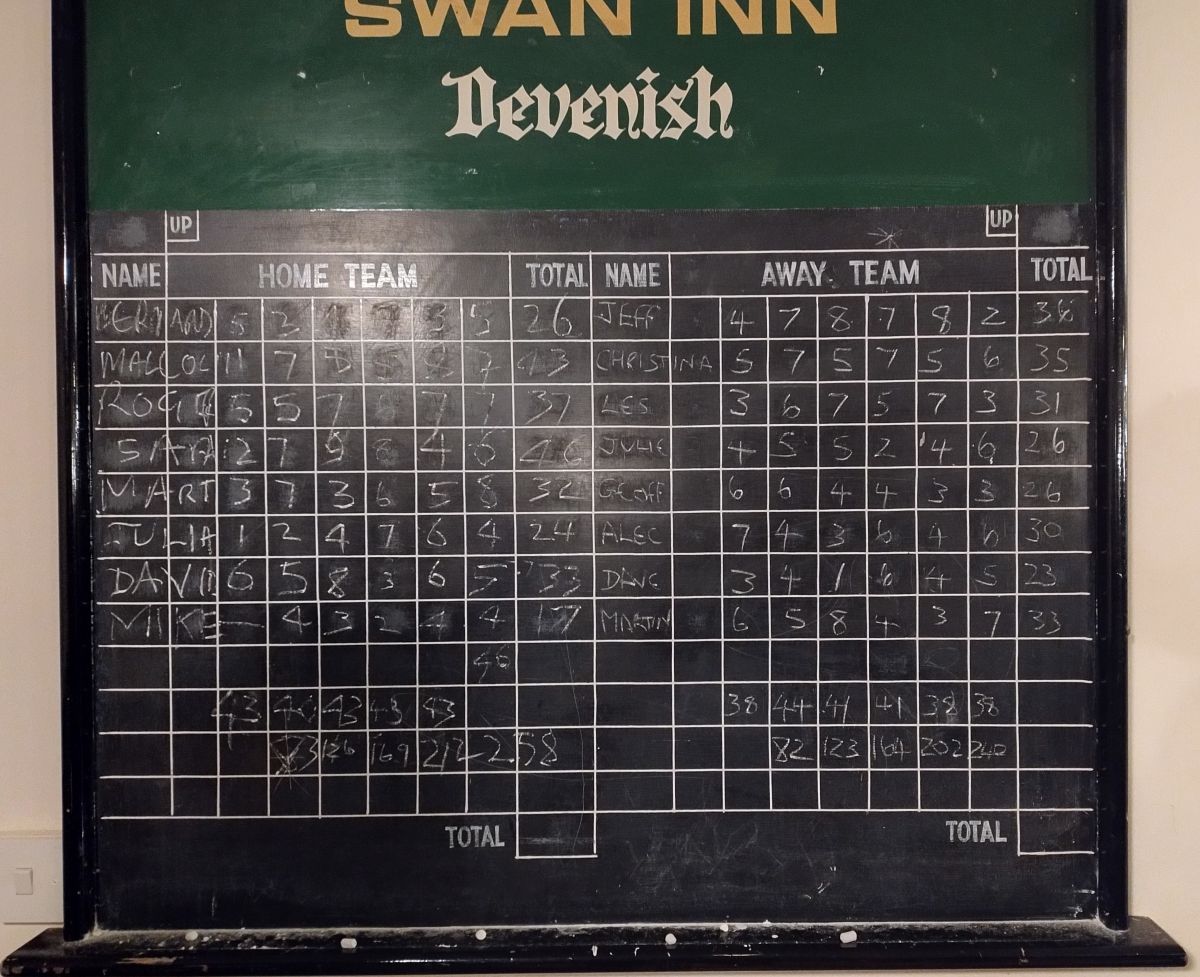 SWAN INN
Devenish
UP UP
NAME HOME TEAM TOTAL NAME AWAY TEAM TOTAL
5 3 5 26 JEFF 4 7 8 7 8 2 36
MALCOLM 7 7 43 CHRISTINA 5 7 5 7 5 6 35
5 5 7 7 7 37 LES 3 6 7 5 7 3 31
12 7 9 8 4 6 46 JULIE 4 5 5 2 4 6 26
MART 3 7 3 6 5 8 32 GEOFF 6 6 4 4 3 3 26
JULIA 1 2 4 7 6 4 24 ALEC 7 4 3 6 4 6 30
DAVID 6 5 8 3 6 5 33 DAVE 3 4 1 6 4 5 23
MIKE — 4 3 2 4 4 17 MARTIN 6 5 8 4 3 7 33
46
43 40 43 43 43 38 44 41 41 38 38
83 126 169 212 258 82 123 164 202 240
TOTAL TOTAL